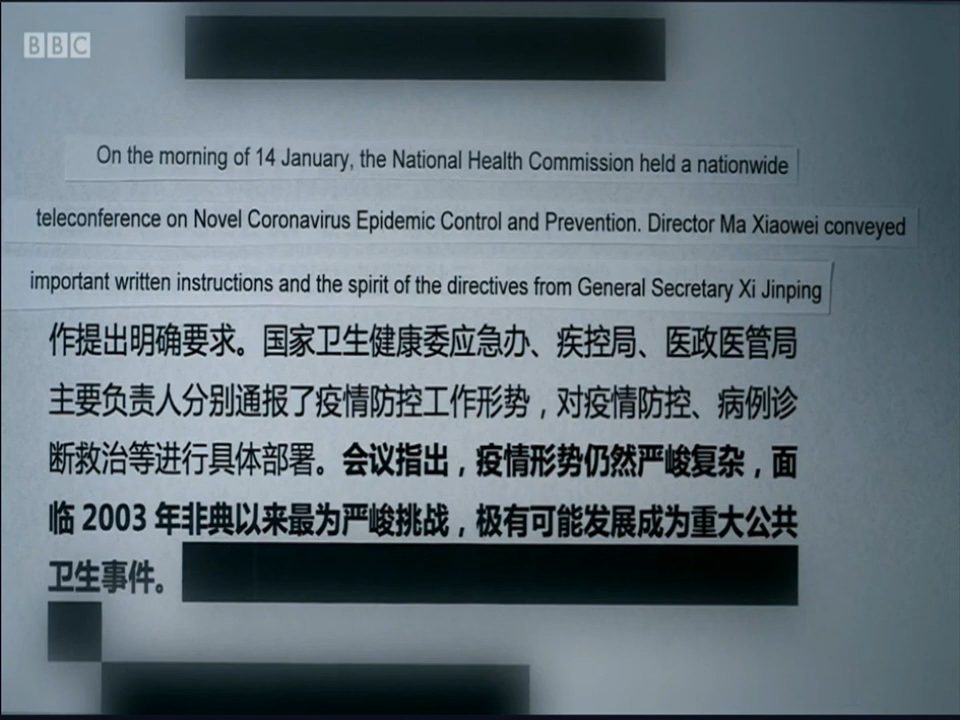 BBC
On the morning of 14 January, the National Health Commission held a nationwide
teleconference on Novel Coronavirus Epidemic Control and Prevention. Director Ma Xiaowei conveyed
important written instructions and the spirit of the directives from General Secretary Xi Jinping
作提出明确要求。国家卫生健康委应急办、疾控局、医政医管局
主要负责人分别通报了疫情防控工作形势，对疫情防控、病例诊
断救治等进行具体部署。会议指出，疫情形势仍然严峻复杂，面
临 2003 年非典以来最为严峻挑战，极有可能发展成为重大公共
卫生事件。